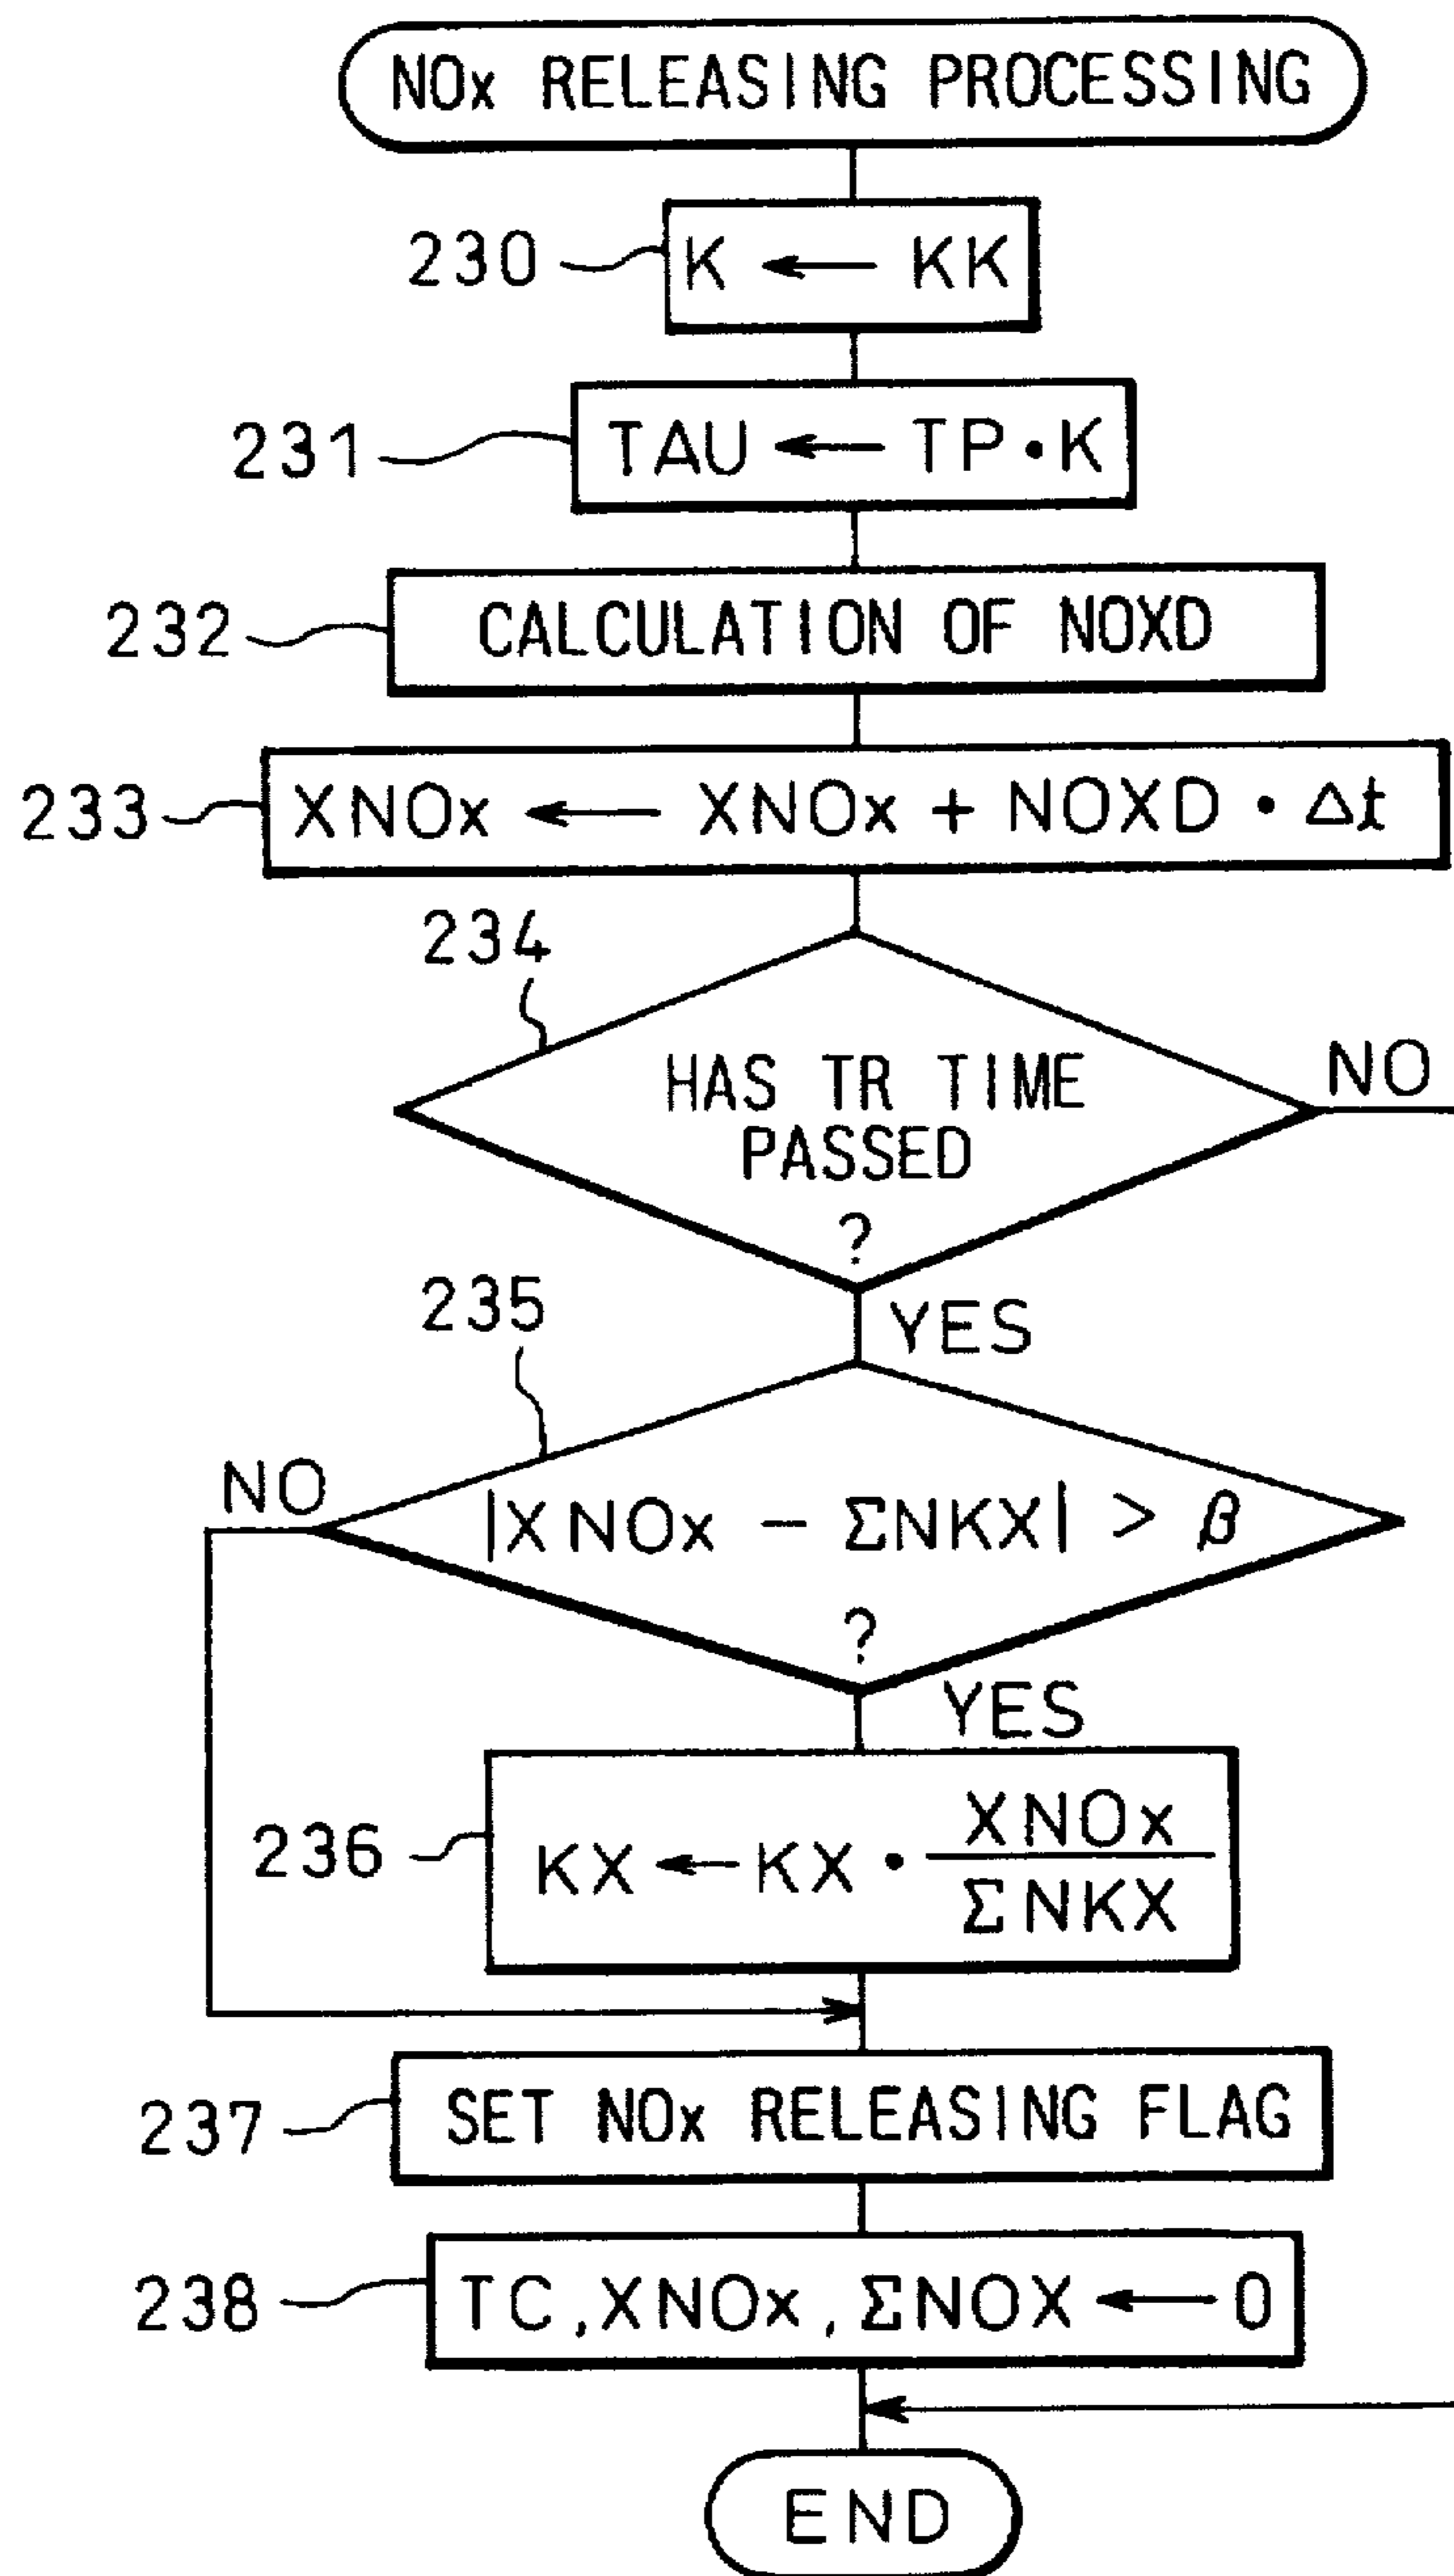 NOx RELEASING PROCESSING
230
K ← KK
231
TAU ← TP·K
232
CALCULATION OF NOXD
233
XNOx ← XNOx + NOXD · Δt
234
HAS TR TIME
PASSED
?
NO
YES
235
NO
|XNOx - ΣNKX| > β
?
YES
236
KX ← KX · XNOx
ΣNKX
237
SET NOx RELEASING FLAG
238
TC, XNOx, ΣNOX ← 0
END